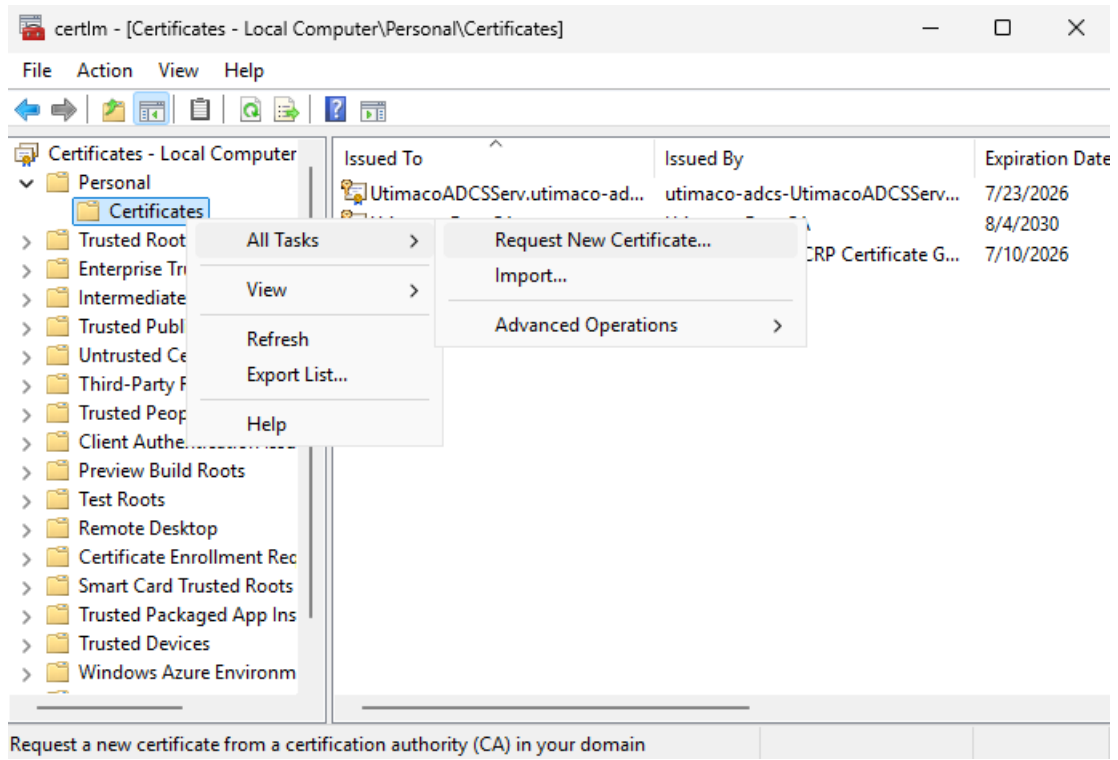 certlm - [Certificates - Local Computer\Personal\Certificates]
File Action View Help
Certificates - Local Computer
Personal
Certificates
Trusted Root
Enterprise Tru
Intermediate
Trusted Publ
Untrusted Ce
Third-Party
Trusted Peop
Client Authe
Preview Build Roots
Test Roots
Remote Desktop
Certificate Enrollment Req
Smart Card Trusted Roots
Trusted Packaged App Ins
Trusted Devices
Windows Azure Environm
All Tasks
View
Refresh
Export List...
Help
Request New Certificate...
Import...
Advanced Operations
Issued To Issued By Expiration Date
UtimacoADCSServ.utimaco-ad... utimaco-adcs-UtimacoADCSServ... 7/23/2026
8/4/2030
CRP Certificate G... 7/10/2026
Request a new certificate from a certification authority (CA) in your domain